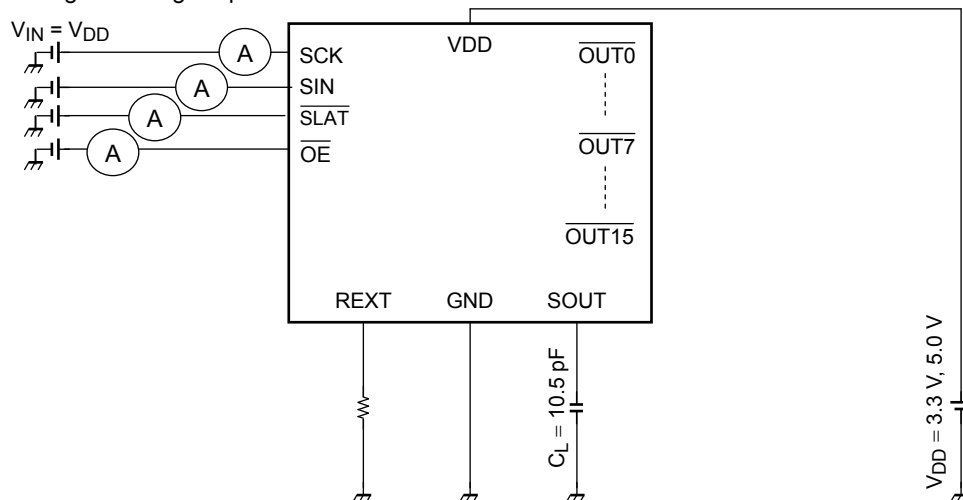 V_IN = V_DD
A
SCK
VDD
OUT0
A
SIN
A
SLAT
A
OE
OUT7
OUT15
REXT
GND
SOUT
C_L = 10.5 pF
V_DD = 3.3 V, 5.0 V